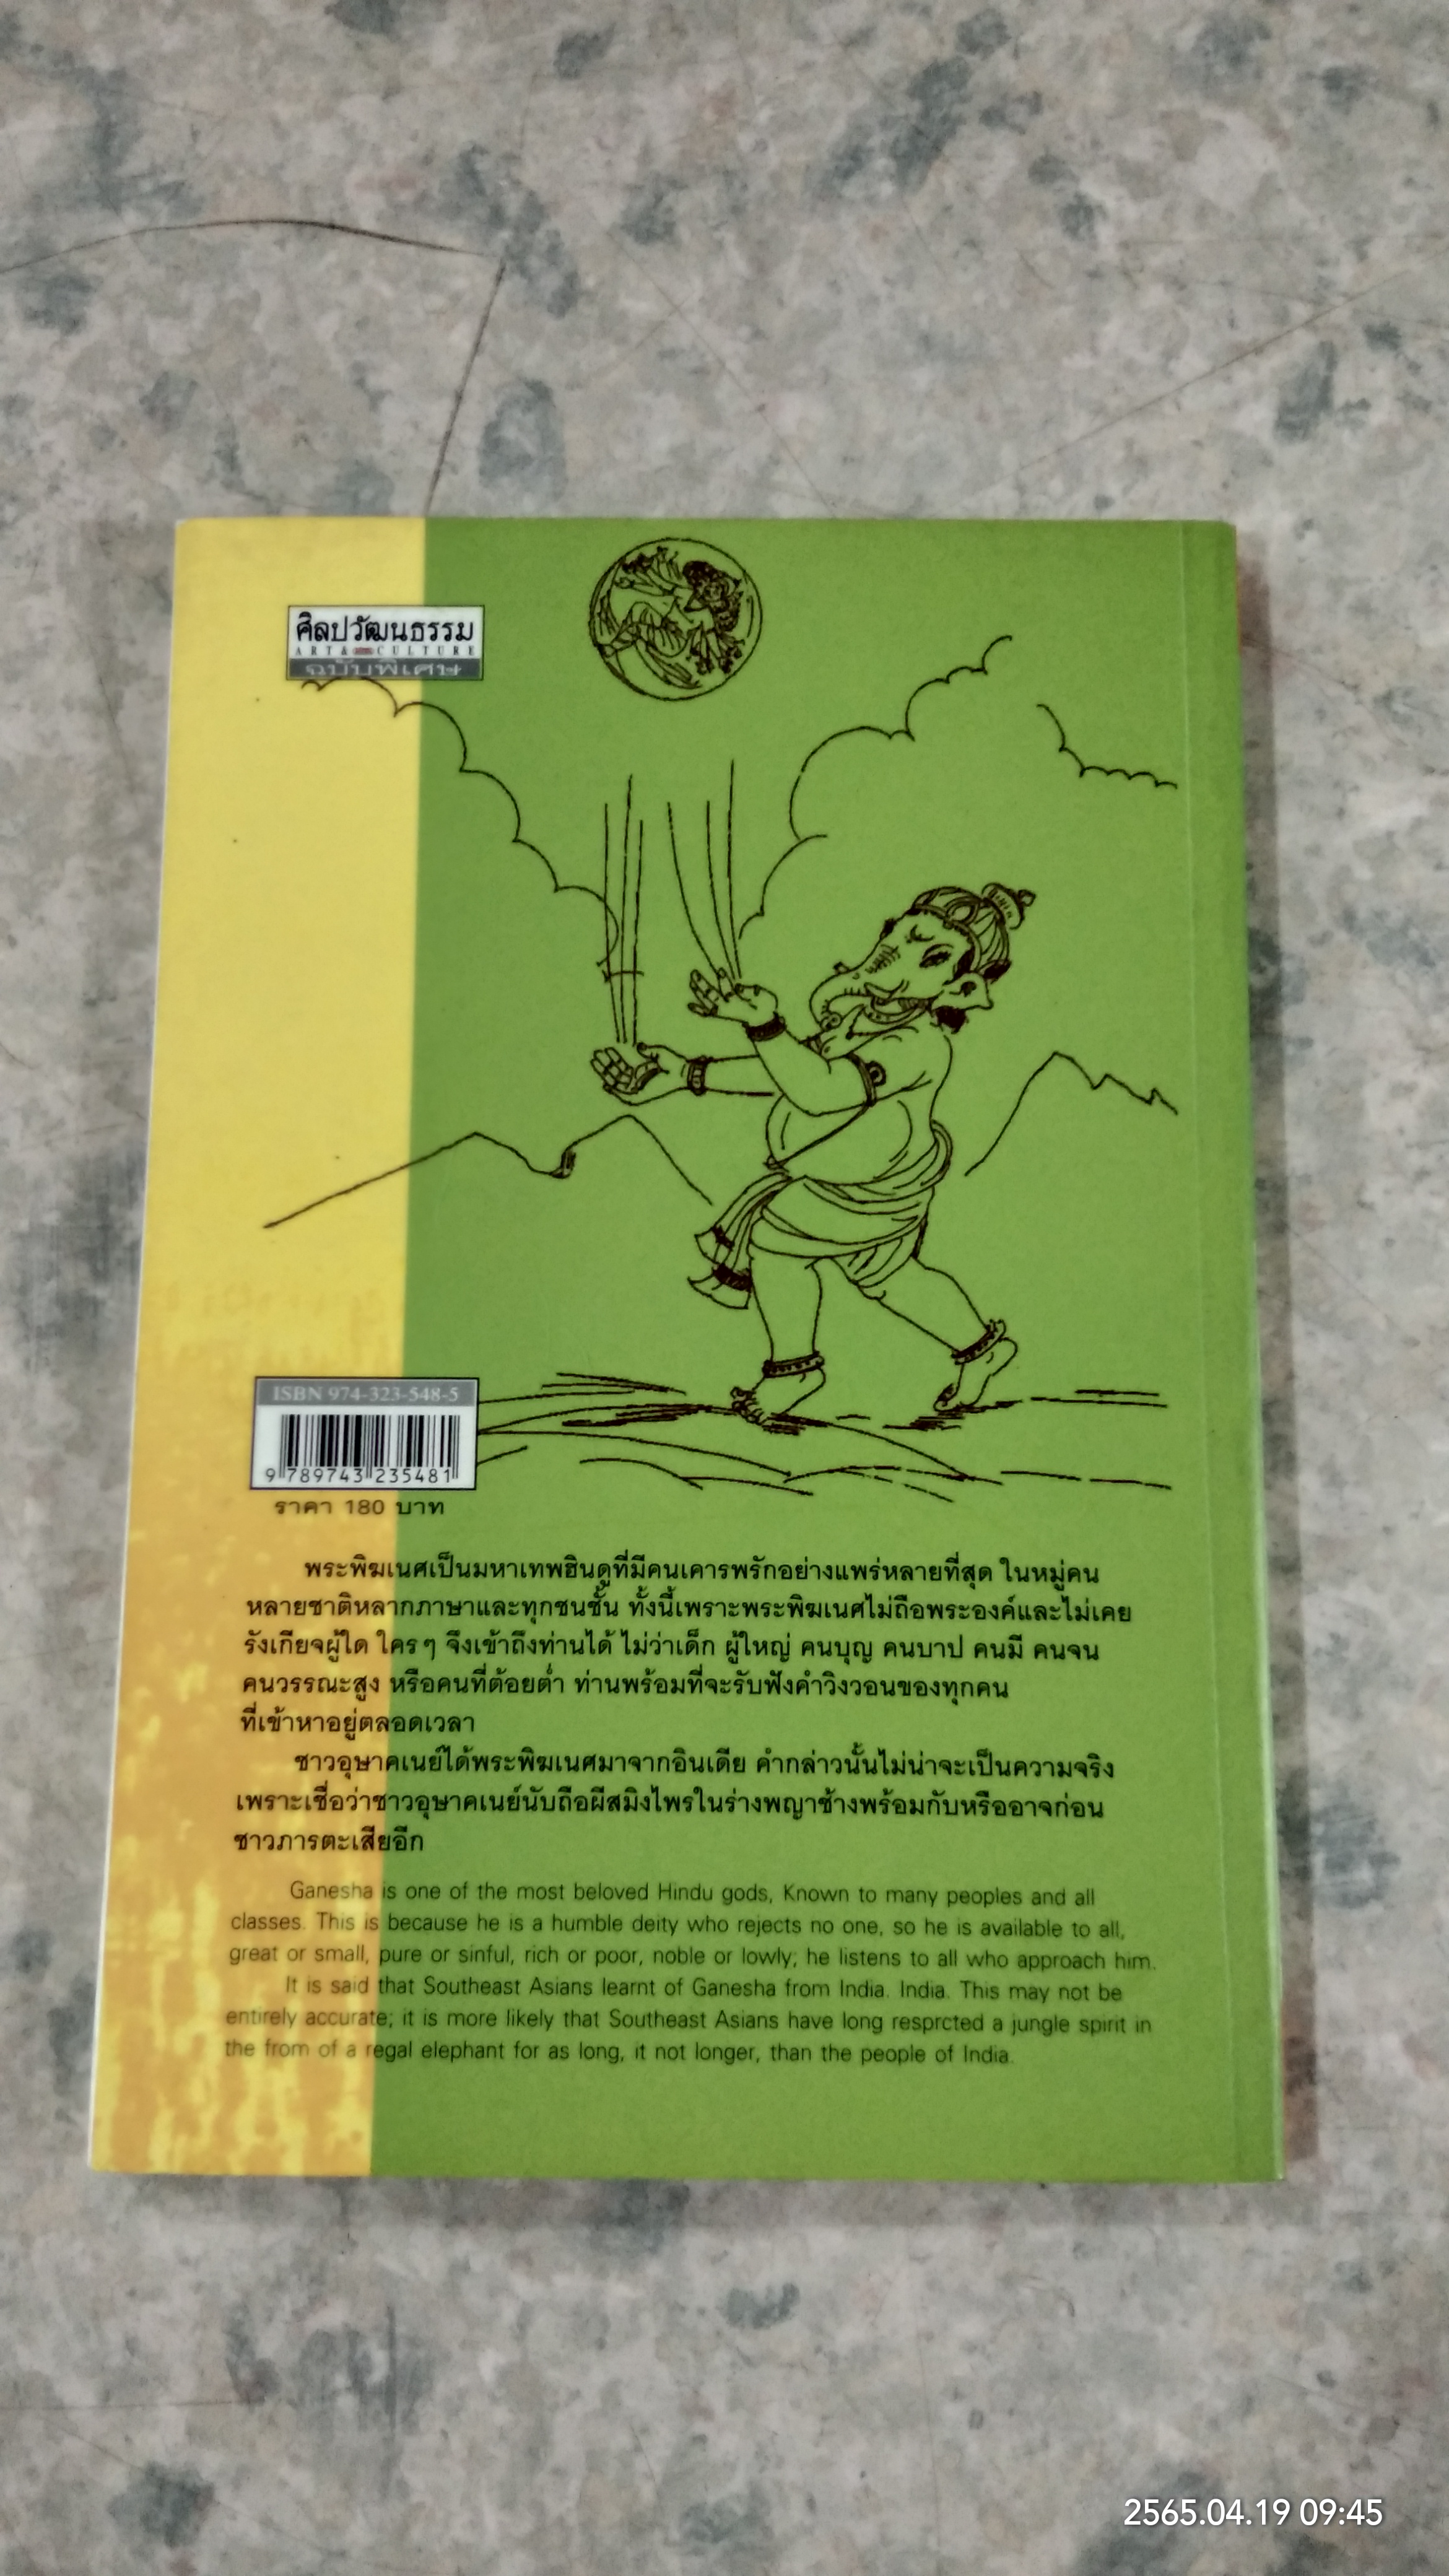 ศิลปวัฒนธรรม
ART & CULTURE
ฉบับพิเศษ
ISBN 974-323-548-5
9 789743 235481
ราคา 180 บาท
พระพิฆเนศเป็นมหาเทพฮินดูที่มีคนเคารพรักอย่างแพร่หลายที่สุด ในหมู่คน
หลายชาติหลากภาษาและทุกชนชั้น ทั้งนี้เพราะพระพิฆเนศไม่ถือพระองค์และไม่เคย
รังเกียจผู้ใด ใครๆ จึงเข้าถึงท่านได้ ไม่ว่าเด็ก ผู้ใหญ่ คนบุญ คนบาป คนมี คนจน
คนวรรณะสูง หรือคนที่ต้อยต่ำ ท่านพร้อมที่จะรับฟังคำวิงวอนของทุกคน
ที่เข้าหาอยู่ตลอดเวลา
ชาวอุษาคเนย์ได้พระพิฆเนศมาจากอินเดีย คำกล่าวนั้นไม่น่าจะเป็นความจริง
เพราะเชื่อว่าชาวอุษาคเนย์นับถือผีสมิงไพรในร่างพญาช้างพร้อมกับหรืออาจก่อน
ชาวภารตะเสียอีก
Ganesha is one of the most beloved Hindu gods, Known to many peoples and all
classes. This is because he is a humble deity who rejects no one, so he is available to all,
great or small, pure or sinful, rich or poor, noble or lowly; he listens to all who approach him.
It is said that Southeast Asians learnt of Ganesha from India. India. This may not be
entirely accurate; it is more likely that Southeast Asians have long resprcted a jungle spirit in
the from of a regal elephant for as long, it not longer, than the people of India.
2565.04.19 09:45